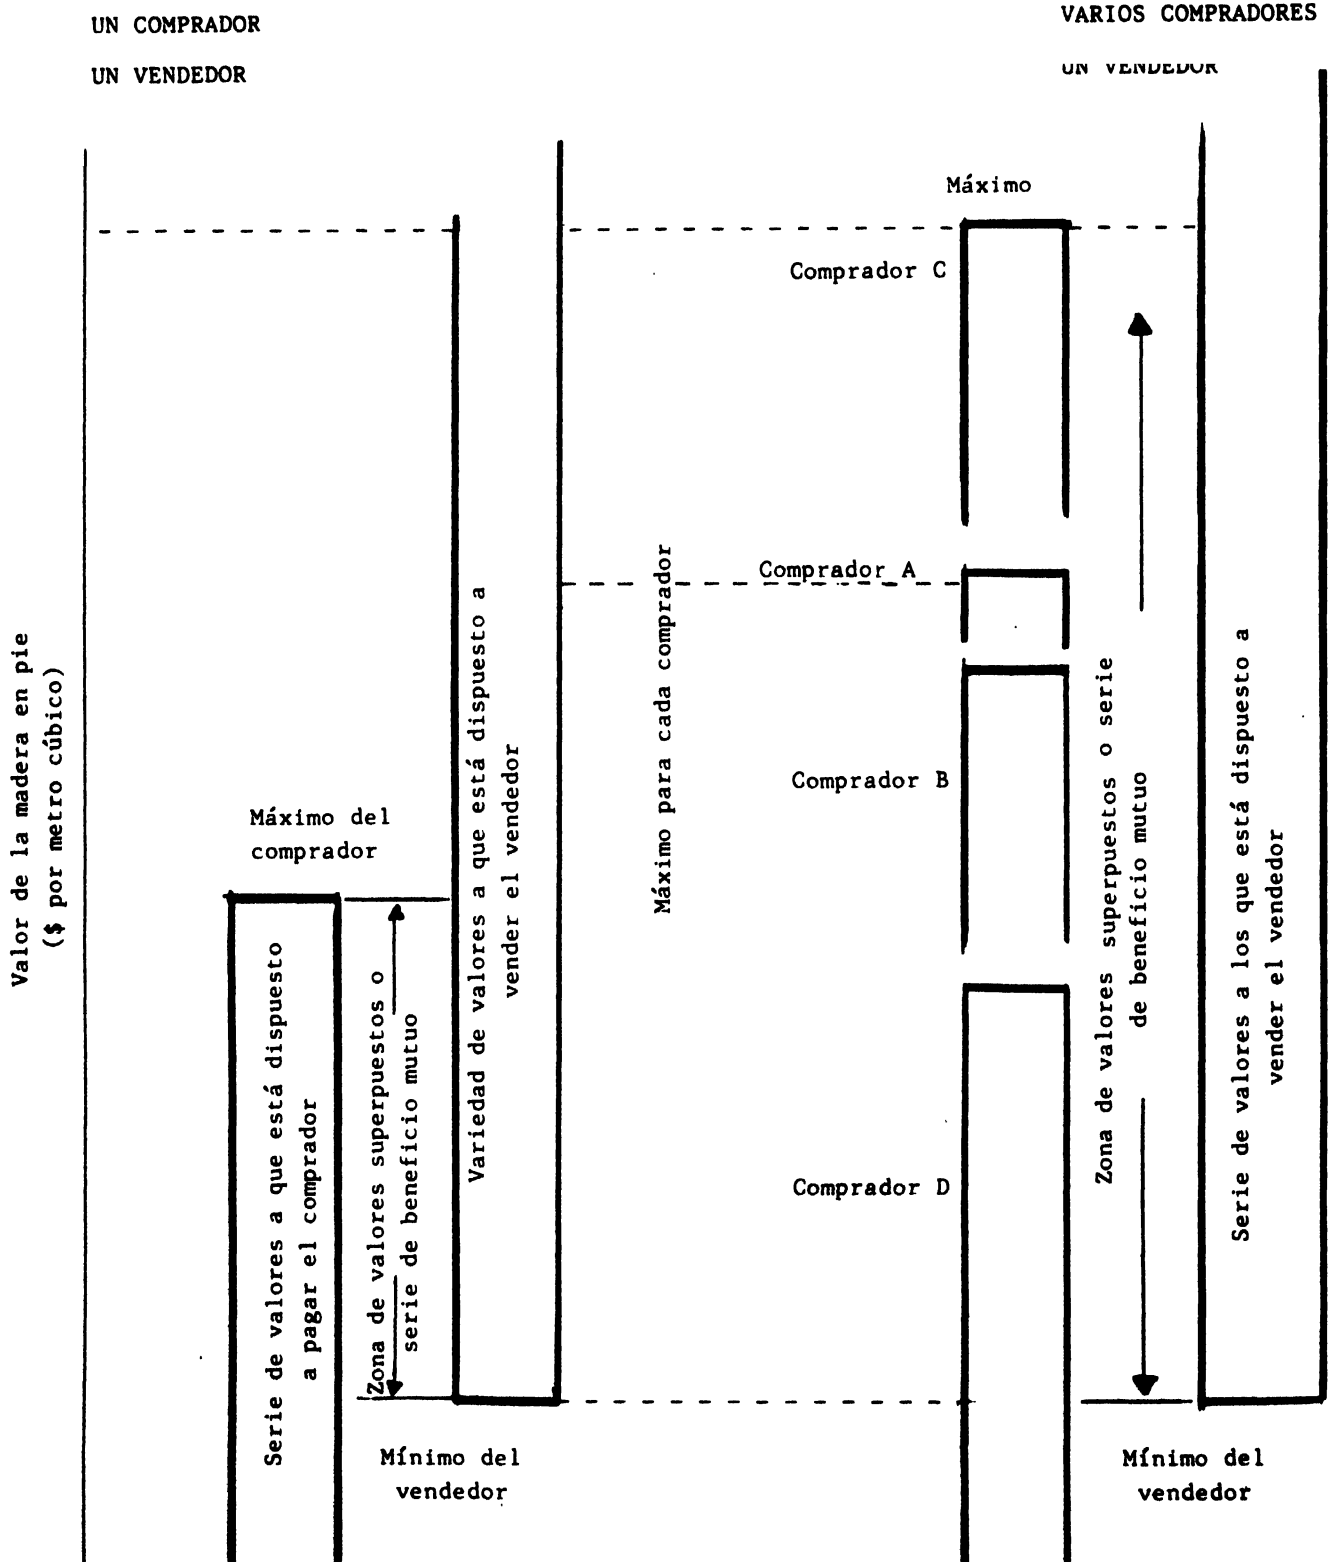 UN COMPRADOR
UN VENDEDOR
VARIOS COMPRADORES
UN VENDEDOR
Valor de la madera en pie
($ por metro cúbico)
Máximo del
comprador
Serie de valores a que está dispuesto
a pagar el comprador
Zona de valores superpuestos o
serie de beneficio mutuo
Variedad de valores a que está dispuesto a
vender el vendedor
Mínimo del
vendedor
Máximo para cada comprador
Máximo
Comprador C
Comprador A
Comprador B
Comprador D
Zona de valores superpuestos o serie
de beneficio mutuo
Serie de valores a los que está dispuesto a
vender el vendedor
Mínimo del
vendedor